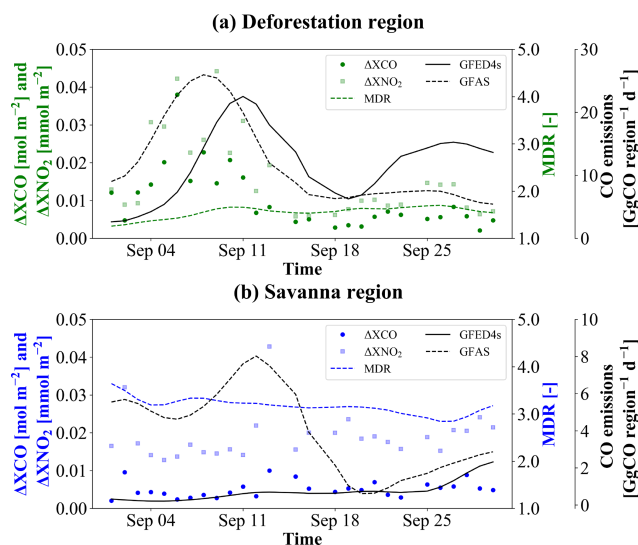 (a) Deforestation region
ΔXCO [mol m⁻²] and
ΔXNO₂ [mmol m⁻²]
0.05
0.04
0.03
0.02
0.01
0.00
ΔXCO
ΔXNO₂
MDR
GFED4s
GFAS
5.0
4.0
3.0
2.0
1.0
MDR [-]
30
20
10
0
CO emissions
[GgCO region⁻¹ d⁻¹]
Sep 04
Sep 11
Sep 18
Sep 25
Time
(b) Savanna region
ΔXCO [mol m⁻²] and
ΔXNO₂ [mmol m⁻²]
0.05
0.04
0.03
0.02
0.01
0.00
ΔXCO
ΔXNO₂
MDR
GFED4s
GFAS
5.0
4.0
3.0
2.0
1.0
MDR [-]
10
8
6
4
2
0
CO emissions
[GgCO region⁻¹ d⁻¹]
Sep 04
Sep 11
Sep 18
Sep 25
Time